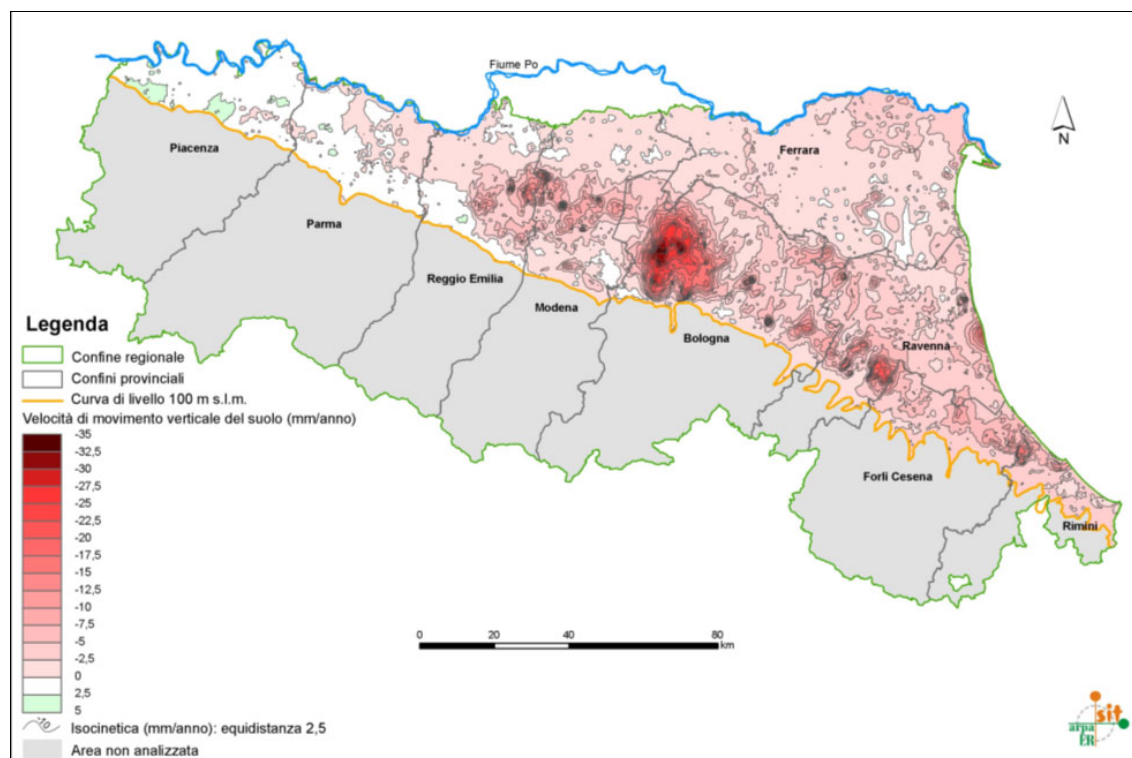 Fiume Po
N
Piacenza
Ferrara
Parma
Reggio Emilia
Modena
Bologna
Ravenna
Forlì Cesena
Rimini
Legenda
Confine regionale
Confini provinciali
Curva di livello 100 m s.l.m.
Velocità di movimento verticale del suolo (mm/anno)
-35
-32,5
-30
-27,5
-25
-22,5
-20
-17,5
-15
-12,5
-10
-7,5
-5
-2,5
0
2,5
5
Isocinetica (mm/anno): equidistanza 2,5
Area non analizzata
0 20 40 80
km
sit
arpa
ER